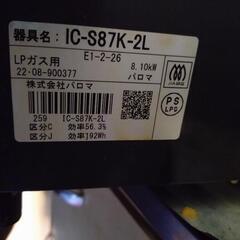 器具名：IC-S87K-2L
E1-2-26
LPガス用 8.10kW
22·08-900377 パロマ
株式会社パロマ
PS
LPG
259 IC-S87K-2L
区分C 効率56.3%
区分J 効率192Wh